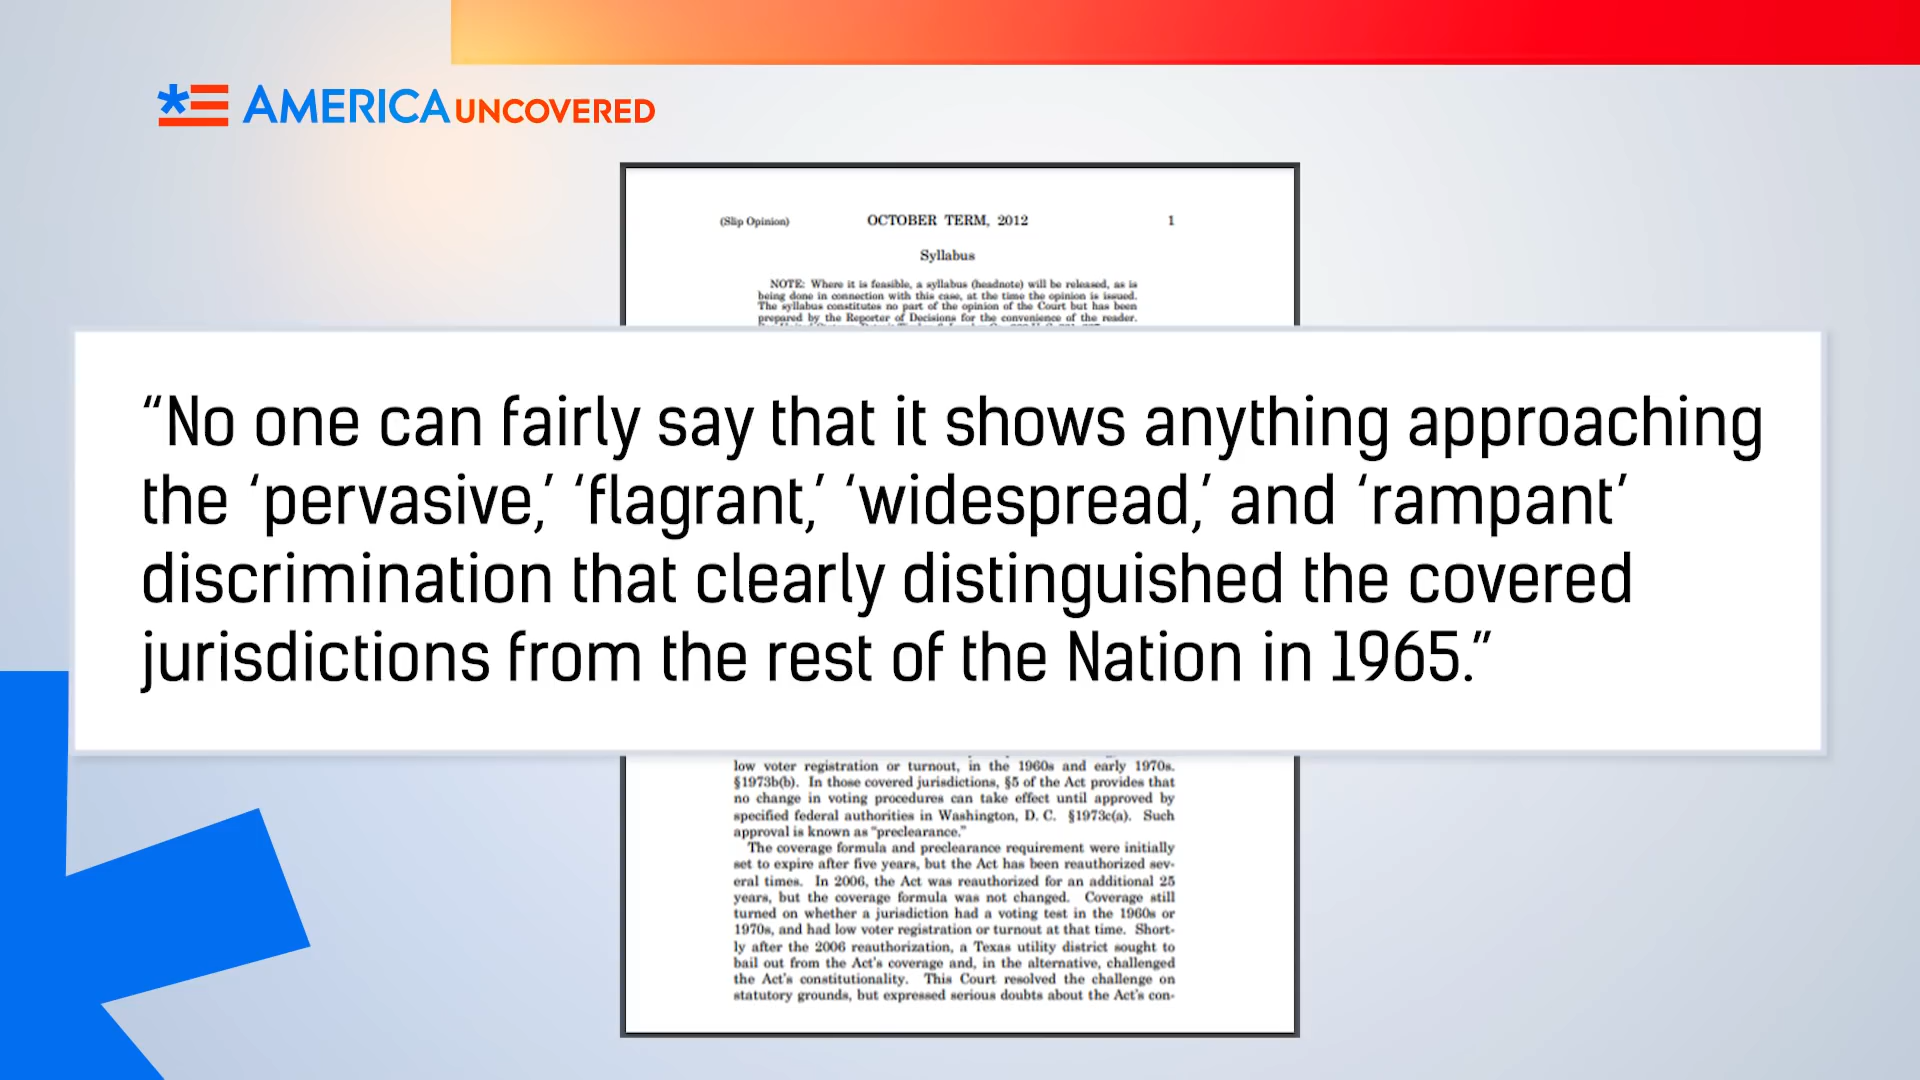 AMERICA UNCOVERED
(Slip Opinion) OCTOBER TERM, 2012 1
Syllabus
NOTE: Where it is feasible, a syllabus (headnote) will be released, as is
being done in connection with this case, at the time the opinion is issued.
The syllabus constitutes no part of the opinion of the Court but has been
prepared by the Reporter of Decisions for the convenience of the reader.
“No one can fairly say that it shows anything approaching
the ‘pervasive,’ ‘flagrant,’ ‘widespread,’ and ‘rampant’
discrimination that clearly distinguished the covered
jurisdictions from the rest of the Nation in 1965.”
low voter registration or turnout, in the 1960s and early 1970s.
§1973b(b). In those covered jurisdictions, §5 of the Act provides that
no change in voting procedures can take effect until approved by
specified federal authorities in Washington, D. C. §1973c(a). Such
approval is known as “preclearance.”
The coverage formula and preclearance requirement were initially
set to expire after five years, but the Act has been reauthorized sev-
eral times. In 2006, the Act was reauthorized for an additional 25
years, but the coverage formula was not changed. Coverage still
turned on whether a jurisdiction had a voting test in the 1960s or
1970s, and had low voter registration or turnout at that time. Short-
ly after the 2006 reauthorization, a Texas utility district sought to
bail out from the Act’s coverage and, in the alternative, challenged
the Act’s constitutionality. This Court resolved the challenge on
statutory grounds, but expressed serious doubts about the Act’s con-